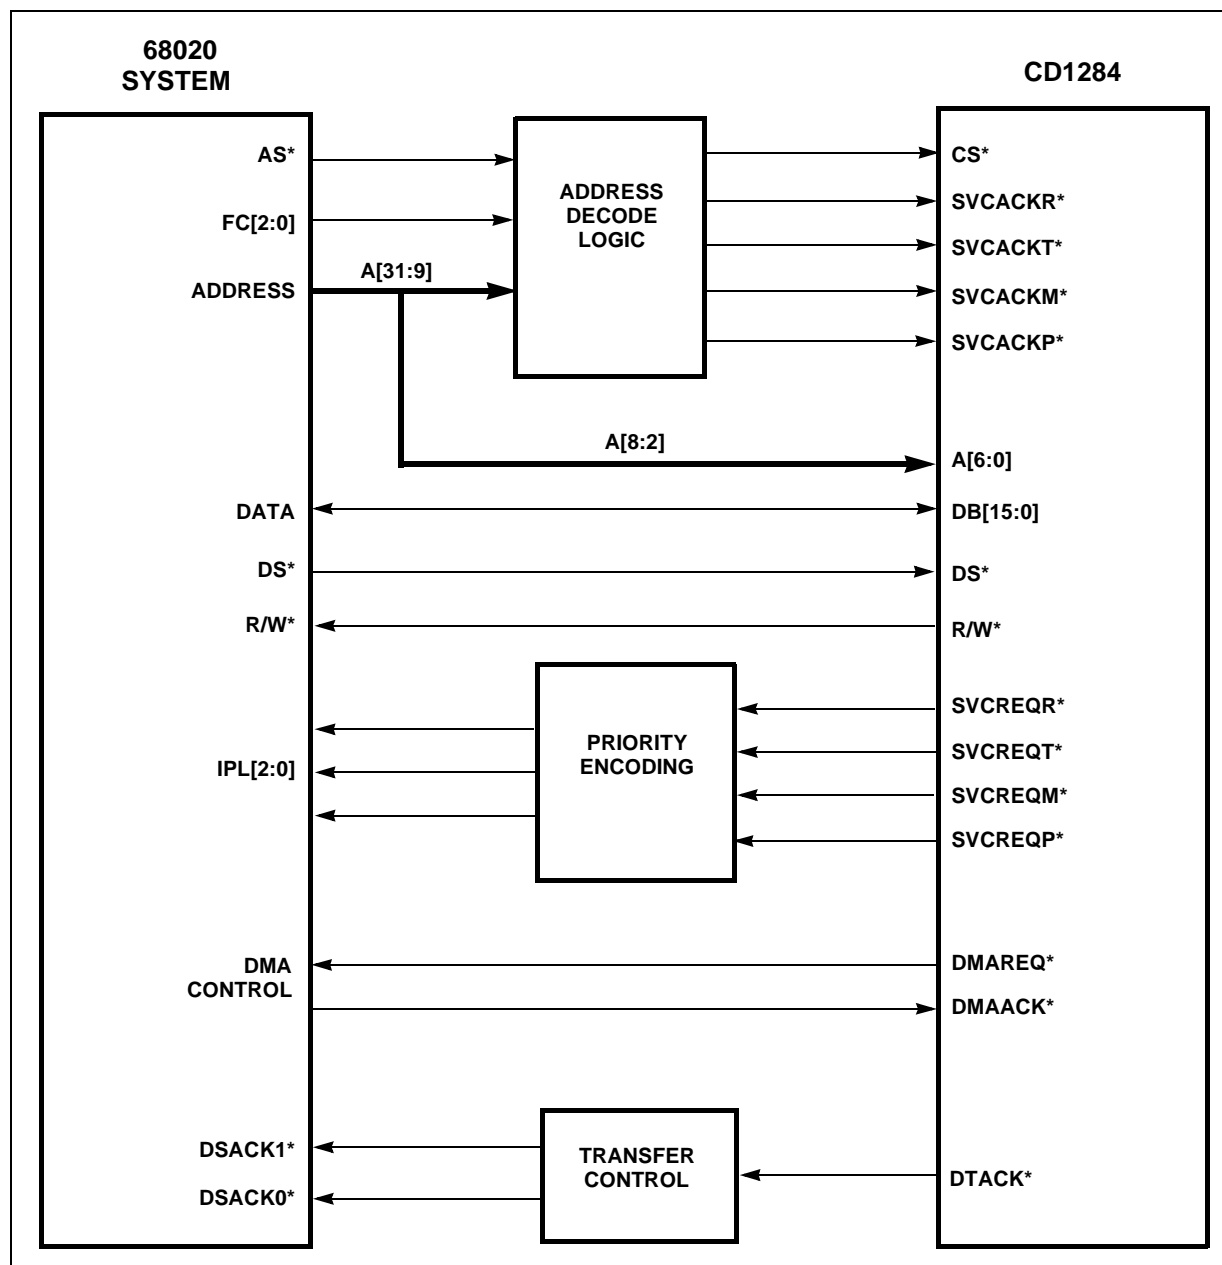 68020
SYSTEM
CD1284
AS*
FC[2:0]
ADDRESS
A[31:9]
ADDRESS
DECODE
LOGIC
CS*
SVCACKR*
SVCACKT*
SVCACKM*
SVCACKP*
A[8:2]
A[6:0]
DATA
DB[15:0]
DS*
DS*
R/W*
R/W*
IPL[2:0]
PRIORITY
ENCODING
SVCREQR*
SVCREQT*
SVCREQM*
SVCREQP*
DMA
CONTROL
DMAREQ*
DMAACK*
DSACK1*
DSACK0*
TRANSFER
CONTROL
DTACK*